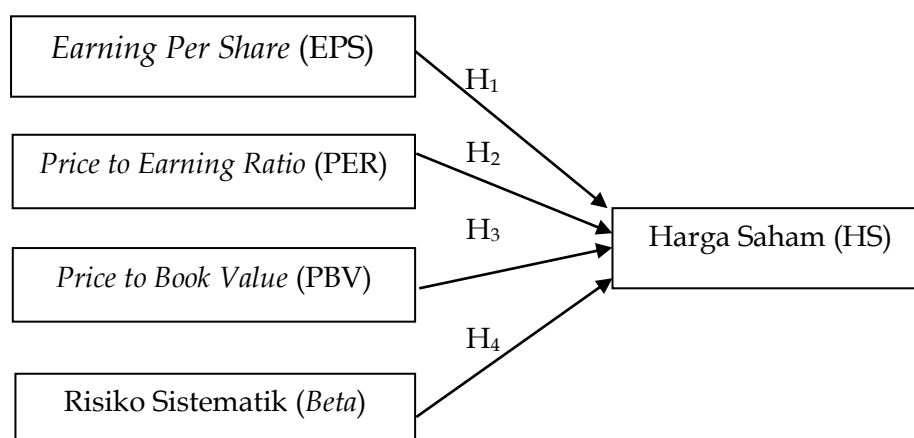 Earning Per Share (EPS)
H₁
Price to Earning Ratio (PER)
H₂
Harga Saham (HS)
H₃
Price to Book Value (PBV)
H₄
Risiko Sistematik (Beta)